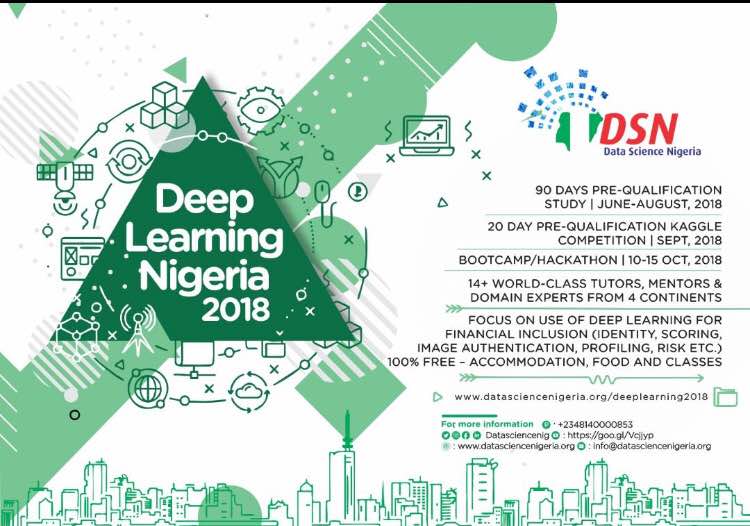 Deep
Learning
Nigeria
2018
DSN
Data Science Nigeria
90 DAYS PRE-QUALIFICATION
STUDY | JUNE-AUGUST, 2018
20 DAY PRE-QUALIFICATION KAGGLE
COMPETITION | SEPT, 2018
BOOTCAMP/HACKATHON | 10-15 OCT, 2018
14+ WORLD-CLASS TUTORS, MENTORS &
DOMAIN EXPERTS FROM 4 CONTINENTS
FOCUS ON USE OF DEEP LEARNING FOR
FINANCIAL INCLUSION (IDENTITY, SCORING,
IMAGE AUTHENTICATION, PROFILING, RISK ETC.)
100% FREE – ACCOMMODATION, FOOD AND CLASSES
www.datasciencenigeria.org/deeplearning2018
For more information : +2348140000853
Datasciencenig : https://goo.gl/Vcjjyp
: www.datasciencenigeria.org : info@datasciencenigeria.org